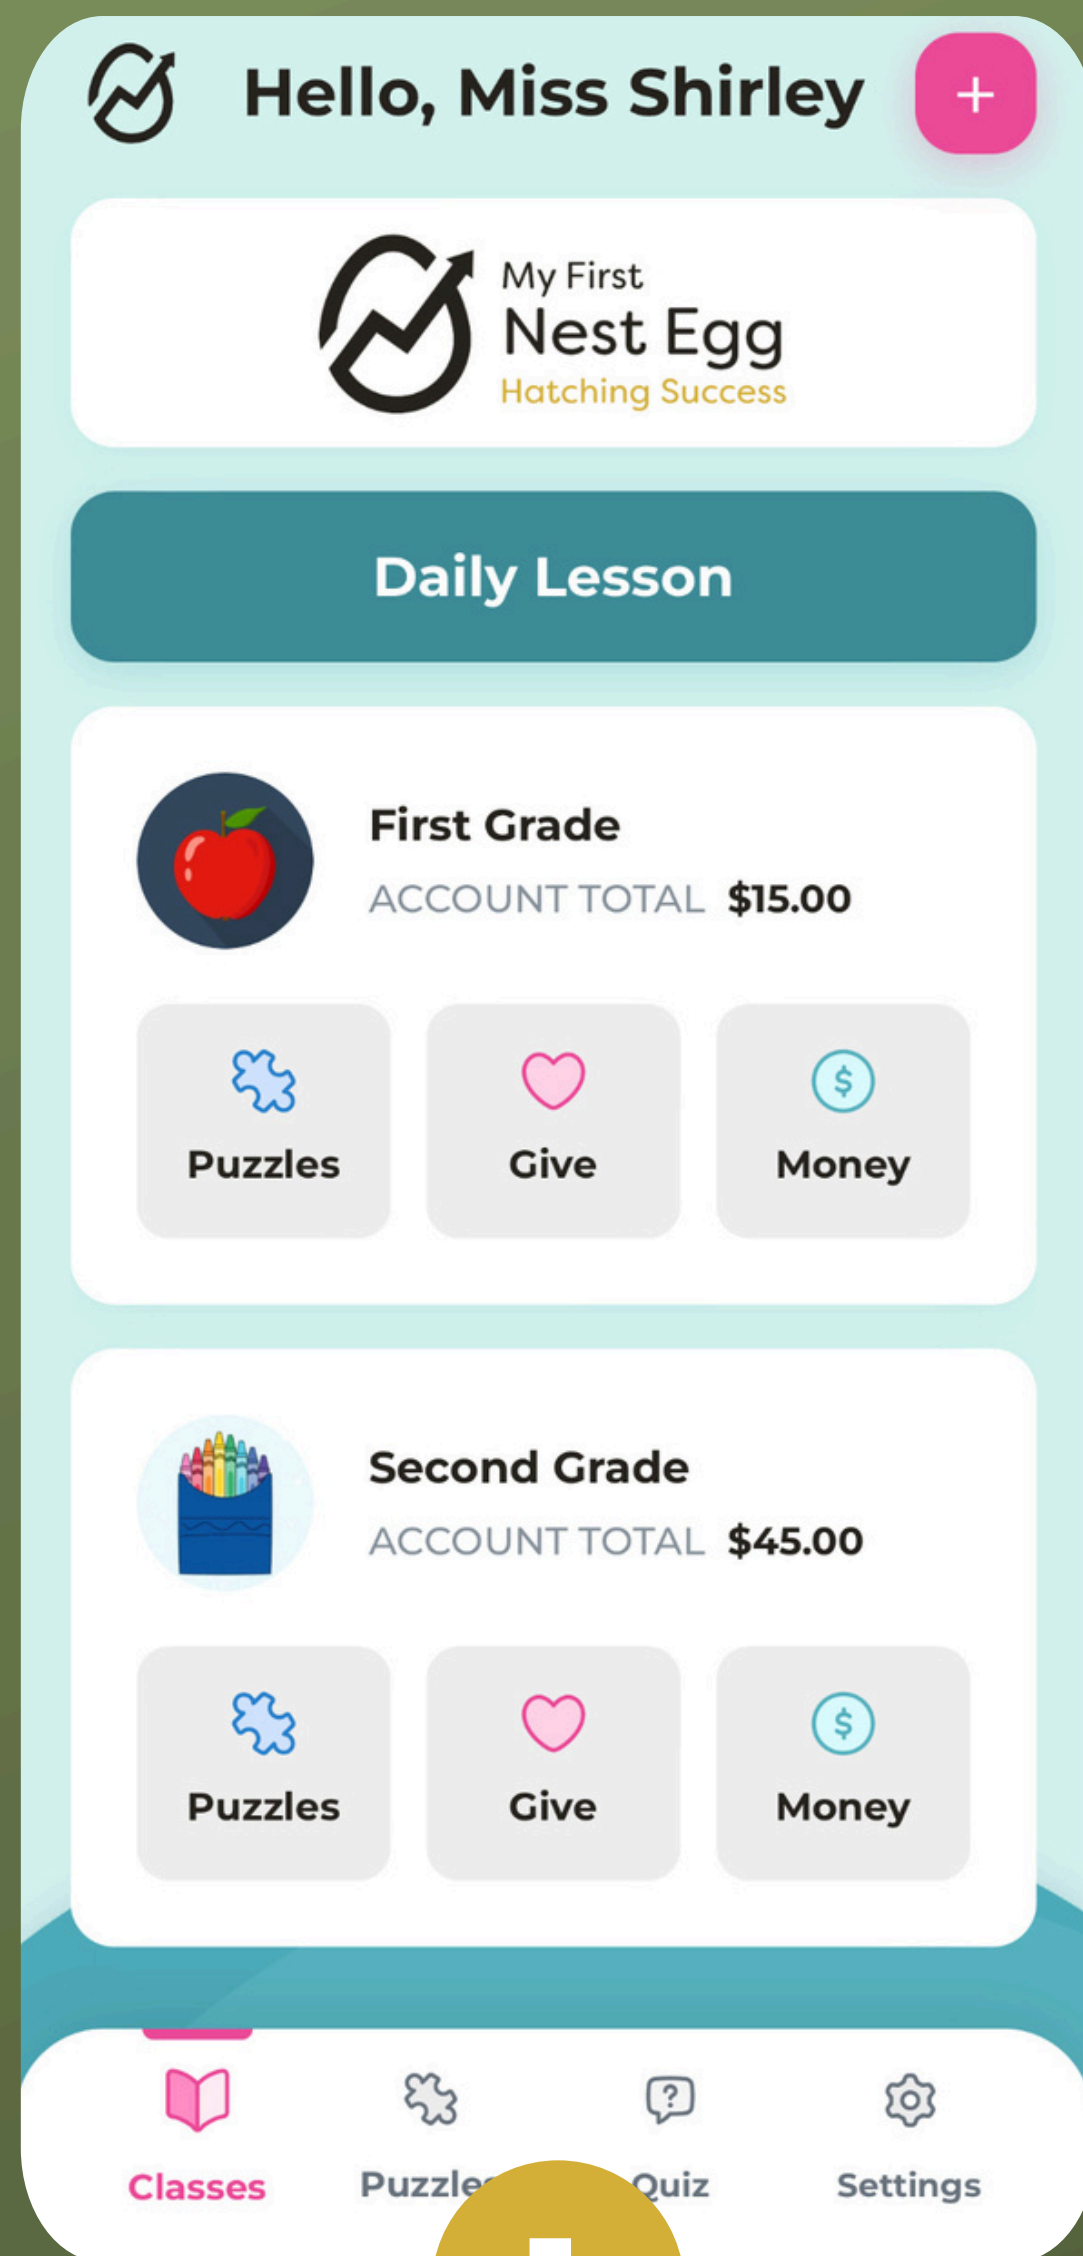 Hello, Miss Shirley
+
My First
Nest Egg
Hatching Success
Daily Lesson
First Grade
ACCOUNT TOTAL $15.00
Puzzles Give Money
Second Grade
ACCOUNT TOTAL $45.00
Puzzles Give Money
Classes Puzzles Quiz Settings